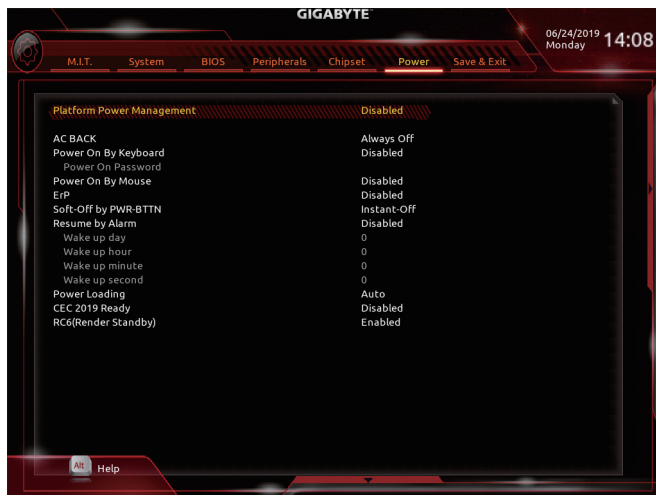 GIGABYTE™
06/24/2019 Monday 14:08
M.I.T. System BIOS Peripherals Chipset Power Save & Exit
Platform Power Management Disabled
AC BACK Always Off
Power On By Keyboard Disabled
Power On Password
Power On By Mouse Disabled
ErP Disabled
Soft-Off by PWR-BTTN Instant-Off
Resume by Alarm Disabled
Wake up day 0
Wake up hour 0
Wake up minute 0
Wake up second 0
Power Loading Auto
CEC 2019 Ready Disabled
RC6(Render Standby) Enabled
Alt Help